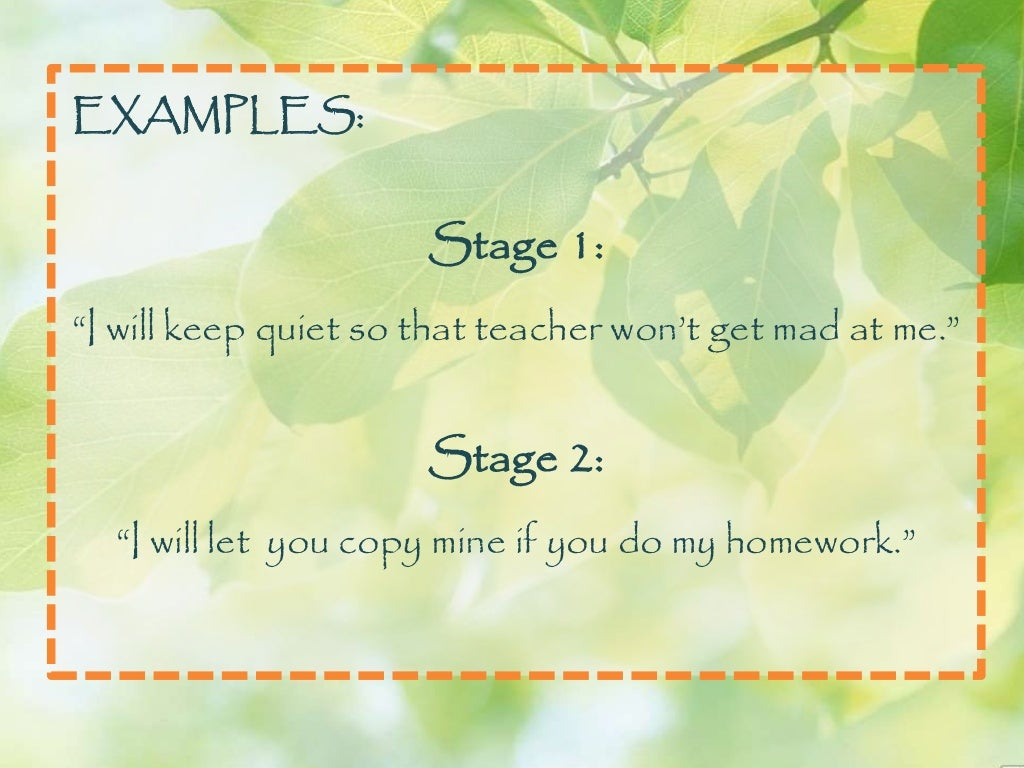 EXAMPLES:
Stage 1:
“I will keep quiet so that teacher won’t get mad at me.”
Stage 2:
“I will let you copy mine if you do my homework.”